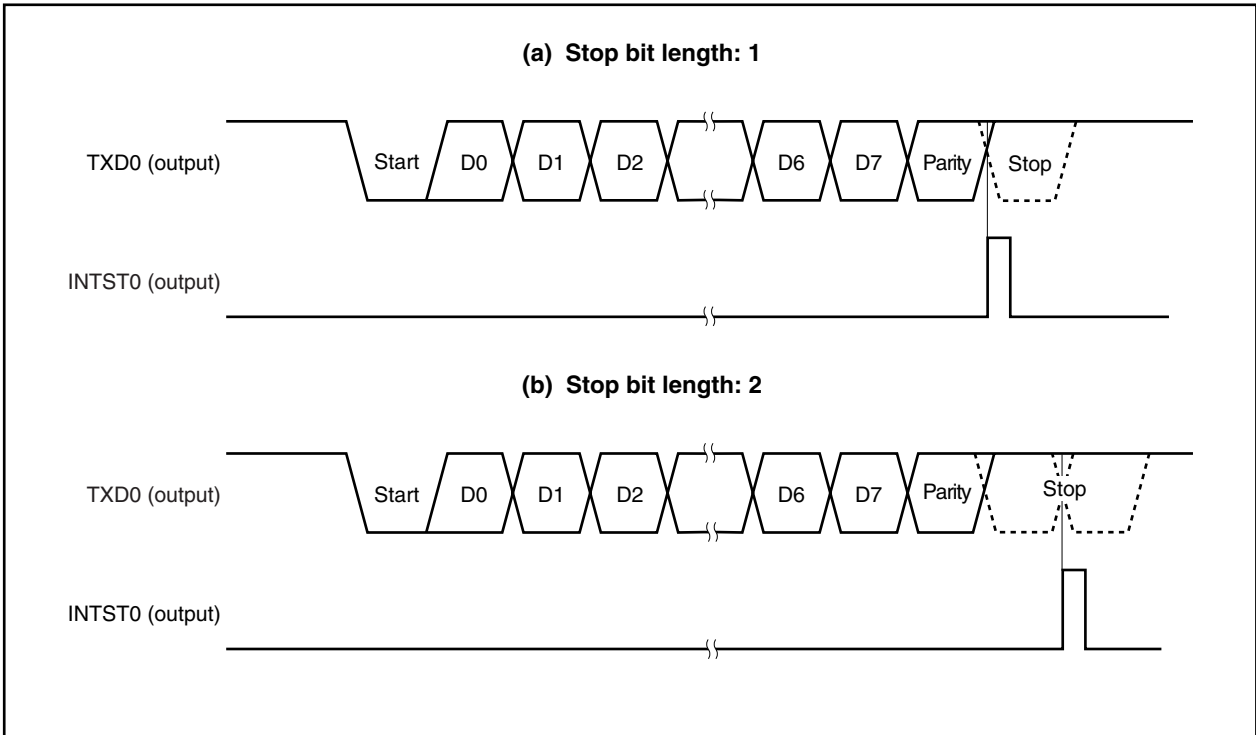 (a) Stop bit length: 1
TXD0 (output) Start D0 D1 D2 D6 D7 Parity Stop
INTST0 (output)
(b) Stop bit length: 2
TXD0 (output) Start D0 D1 D2 D6 D7 Parity Stop
INTST0 (output)